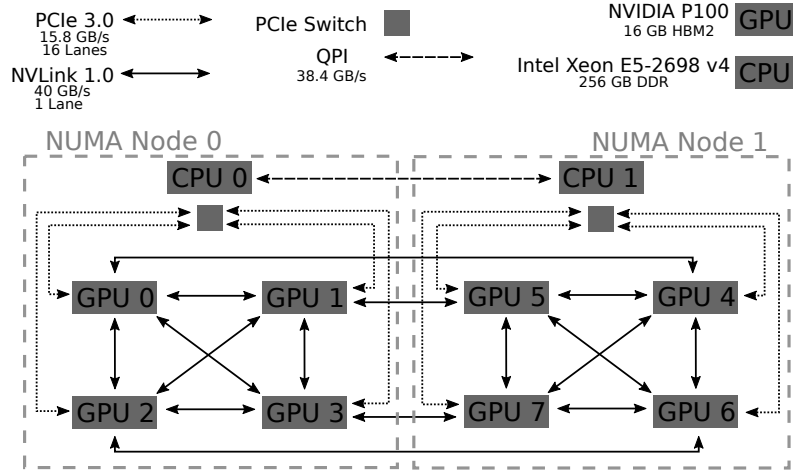 PCIe 3.0
15.8 GB/s
16 Lanes
NVLink 1.0
40 GB/s
1 Lane
PCIe Switch
QPI
38.4 GB/s
NVIDIA P100
16 GB HBM2
GPU
Intel Xeon E5-2698 v4
256 GB DDR
CPU
NUMA Node 0
NUMA Node 1
CPU 0
CPU 1
GPU 0
GPU 1
GPU 5
GPU 4
GPU 2
GPU 3
GPU 7
GPU 6